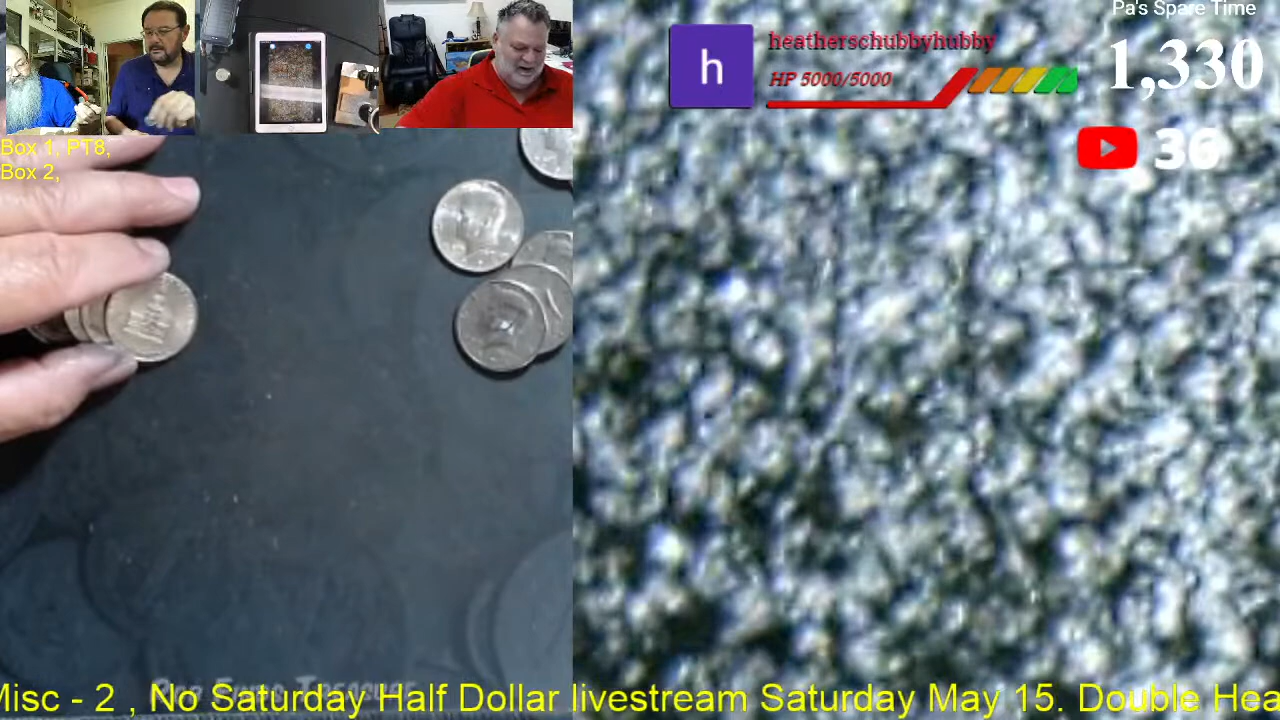 Pa's Spare Time
heatherschubbyhubby
1,330
h
HP 5000/5000
36
Box 1, PT8,
Box 2,
Misc - 2 , No Saturday Half Dollar livestream Saturday May 15. Double Hea